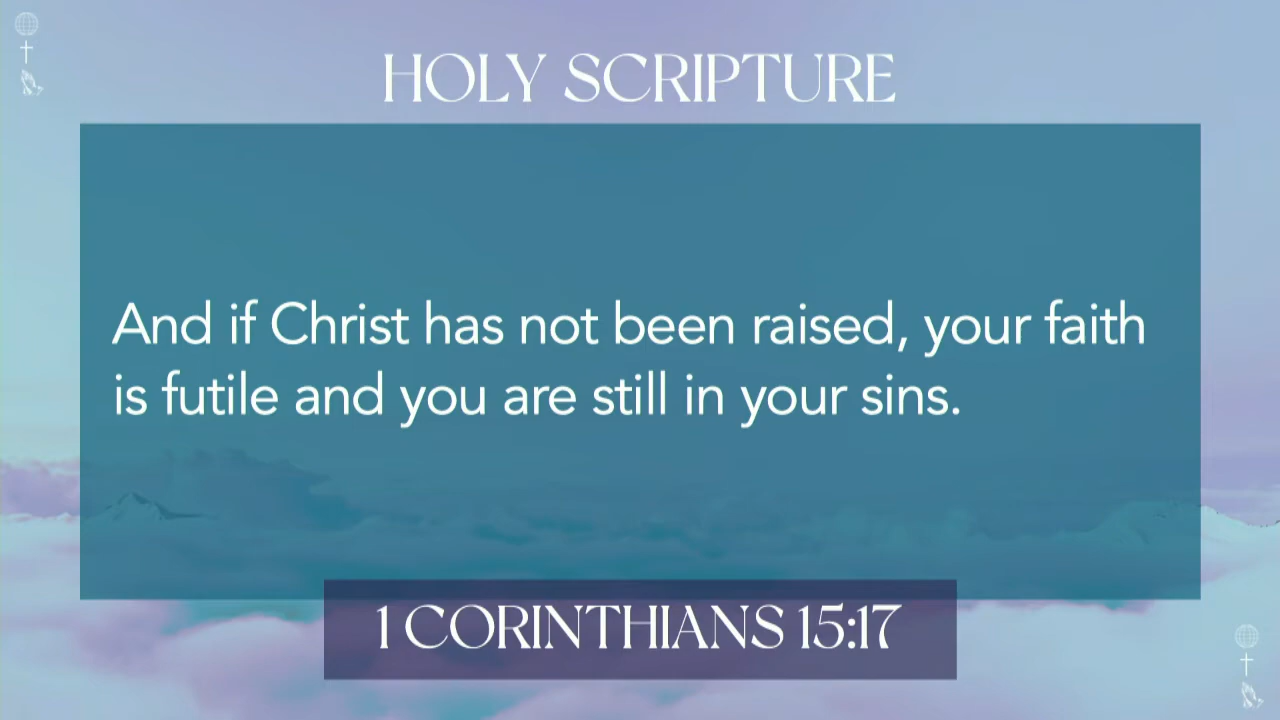 HOLY SCRIPTURE
And if Christ has not been raised, your faith
is futile and you are still in your sins.
1 CORINTHIANS 15:17